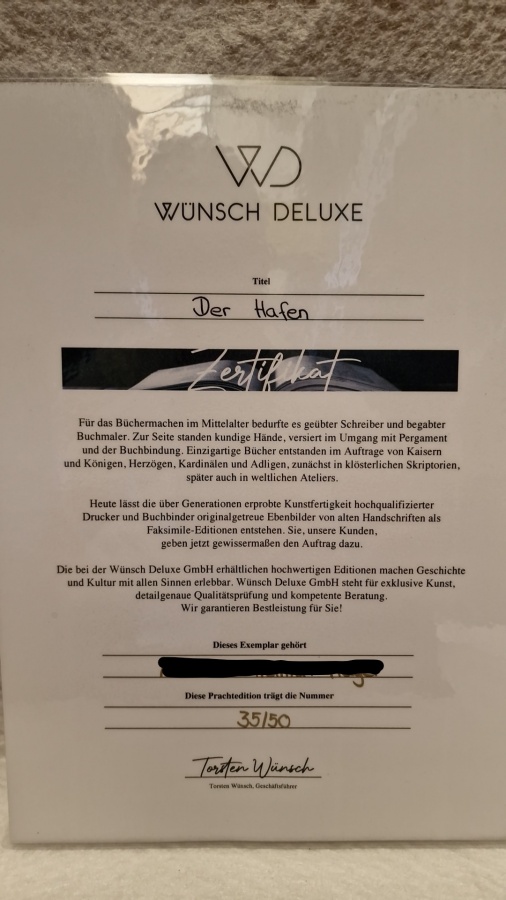 WD
WÜNSCH DELUXE
Titel
Der Hafen
Zertifikat
Für das Büchermachen im Mittelalter bedurfte es geübter Schreiber und begabter
Buchmaler. Zur Seite standen kundige Hände, versiert im Umgang mit Pergament
und der Buchbindung. Einzigartige Bücher entstanden im Auftrage von Kaisern
und Königen, Herzögen, Kardinälen und Adligen, zunächst in klösterlichen Skriptorien,
später auch in weltlichen Ateliers.
Heute lässt die über Generationen erprobte Kunstfertigkeit hochqualifizierter
Drucker und Buchbinder originalgetreue Ebenbilder von alten Handschriften als
Faksimile-Editionen entstehen. Sie, unsere Kunden,
geben jetzt gewissermaßen den Auftrag dazu.
Die bei der Wünsch Deluxe GmbH erhältlichen hochwertigen Editionen machen Geschichte
und Kultur mit allen Sinnen erlebbar. Wünsch Deluxe GmbH steht für exklusive Kunst,
detailgenaue Qualitätsprüfung und kompetente Beratung.
Wir garantieren Bestleistung für Sie!
Dieses Exemplar gehört
Diese Prachtedition trägt die Nummer
35/50
Torsten Wünsch
Torsten Wünsch, Geschäftsführer